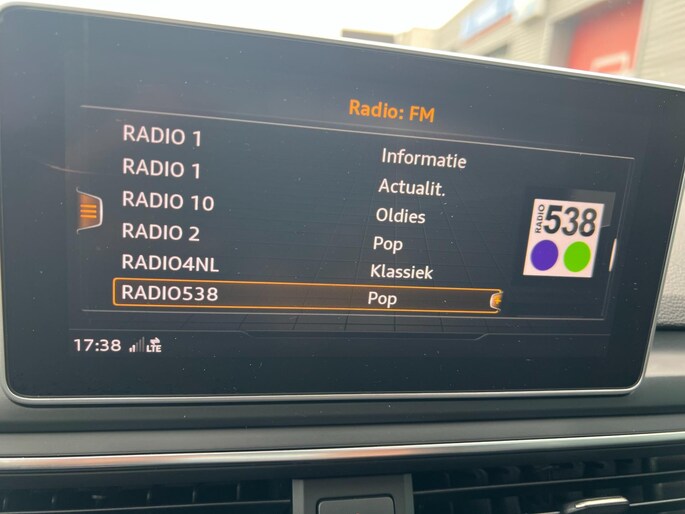 Radio: FM
RADIO 1 Informatie
RADIO 1 Actualit.
RADIO 10 Oldies
RADIO 2 Pop
RADIO4NL Klassiek
RADIO538 Pop
RADIO 538
17:38 LTE